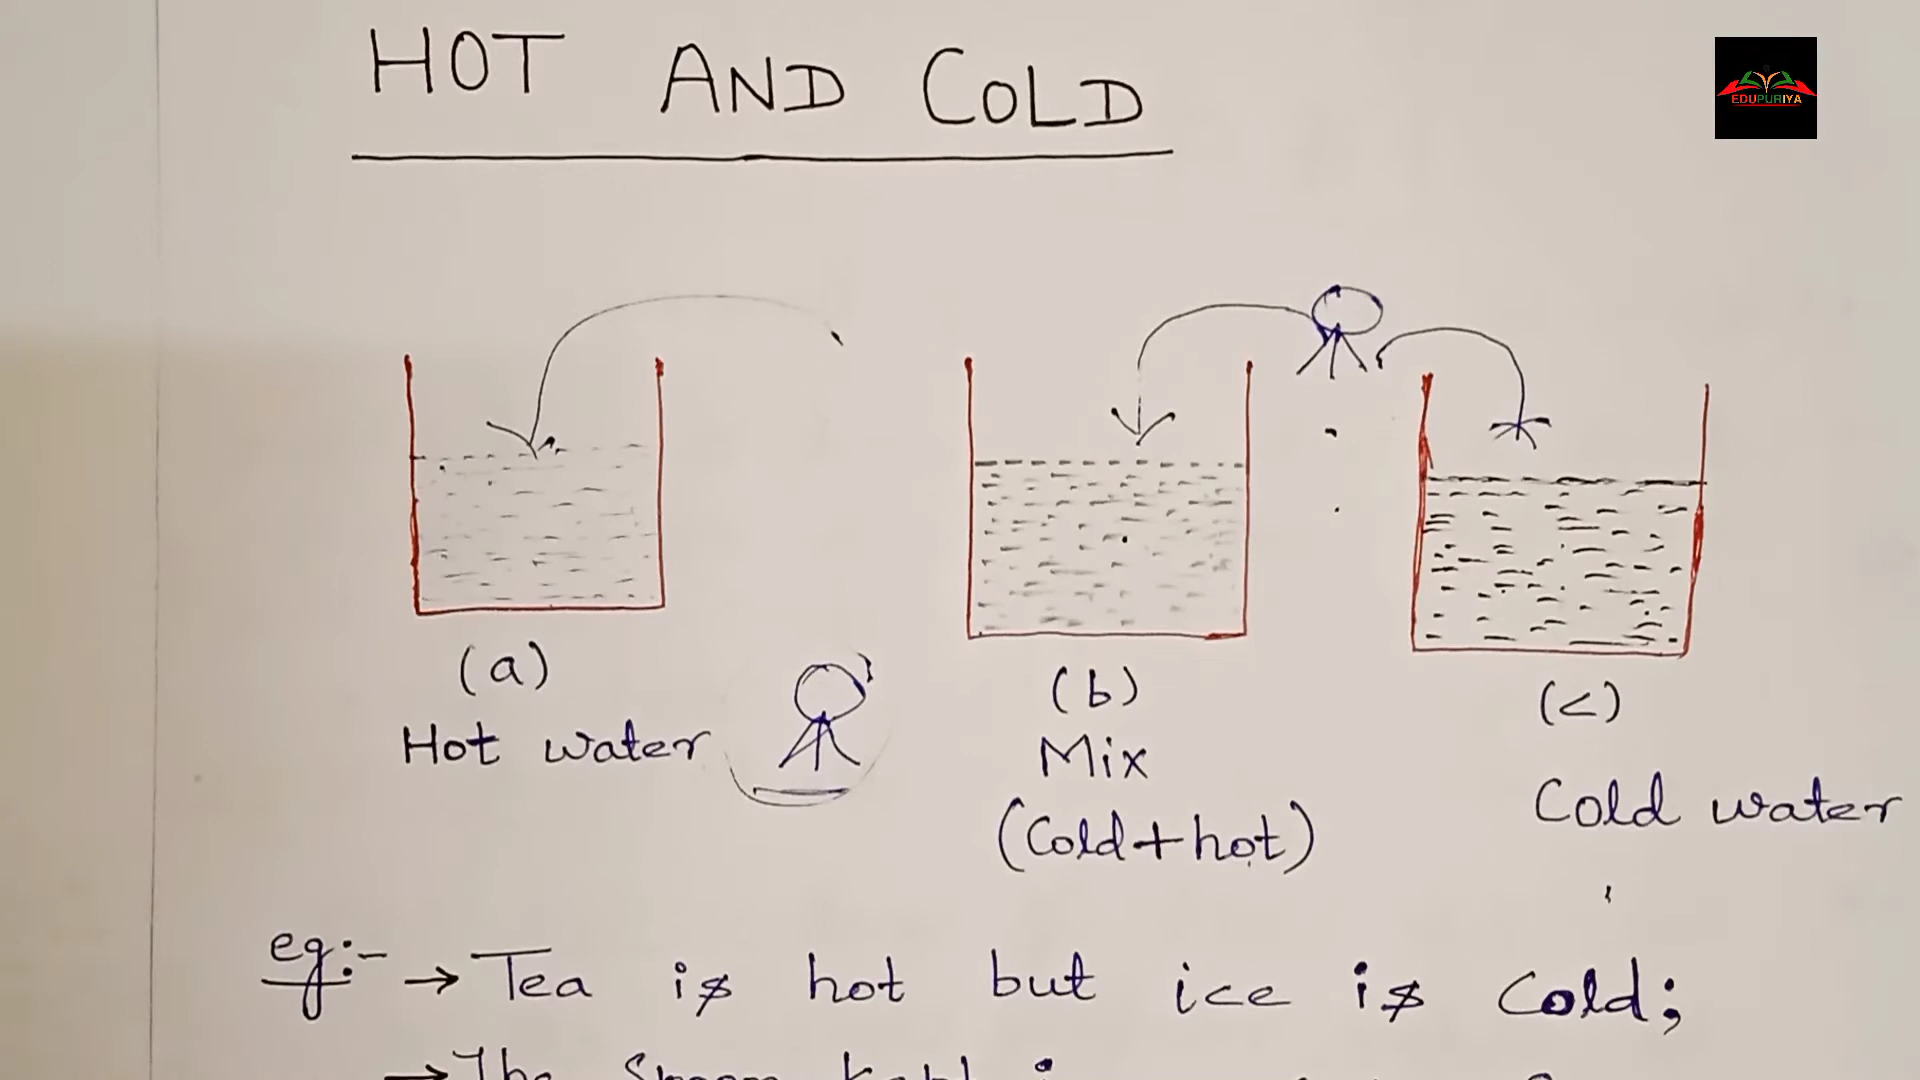 HOT AND COLD
EDUPURIYA
(a)
Hot water
(b)
Mix
(Cold+hot)
(c)
Cold water
eg:- → Tea is hot but ice is Cold;
→ The